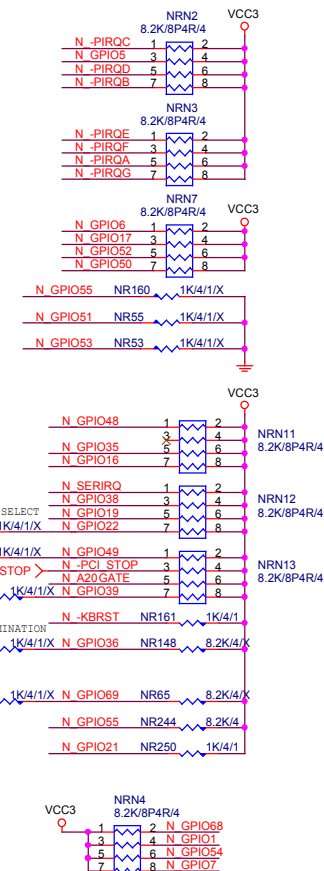 NRN2 VCC3
8.2K/8P4R/4
N_-PIRQC 1 2
N_GPIO5 3 4
N_-PIRQD 5 6
N_-PIRQB 7 8
NRN3
8.2K/8P4R/4
N_-PIRQE 1 2
N_-PIRQF 3 4
N_-PIRQA 5 6
N_-PIRQG 7 8
NRN7
8.2K/8P4R/4 VCC3
N_GPIO6 1 2
N_GPIO17 3 4
N_GPIO52 5 6
N_GPIO50 7 8
N_GPIO55 NR160 1K/4/1/X
N_GPIO51 NR55 1K/4/1/X
N_GPIO53 NR53 1K/4/1/X
VCC3
N_GPIO48 1 2
3 4 NRN11
N_GPIO35 5 6 8.2K/8P4R/4
N_GPIO16 7 8
N_SERIRQ 1 2
N_GPIO38 3 4 NRN12
SELECT N_GPIO19 5 6 8.2K/8P4R/4
1K/4/1/X N_GPIO22 7 8
1K/4/1/X N_GPIO49 1 2
STOP N_-PCI_STOP 3 4 NRN13
N_A20GATE 5 6 8.2K/8P4R/4
1K/4/1/X N_GPIO39 7 8
N_-KBRST NR161 1K/4/1
MINATION
1K/4/1/X N_GPIO36 NR148 8.2K/4/X
1K/4/1/X N_GPIO69 NR65 8.2K/4/X
N_GPIO55 NR244 8.2K/4
N_GPIO21 NR250 1K/4/1
NRN4
VCC3 8.2K/8P4R/4
1 2 N_GPIO68
3 4 N_GPIO1
5 6 N_GPIO54
7 8 N_GPIO7